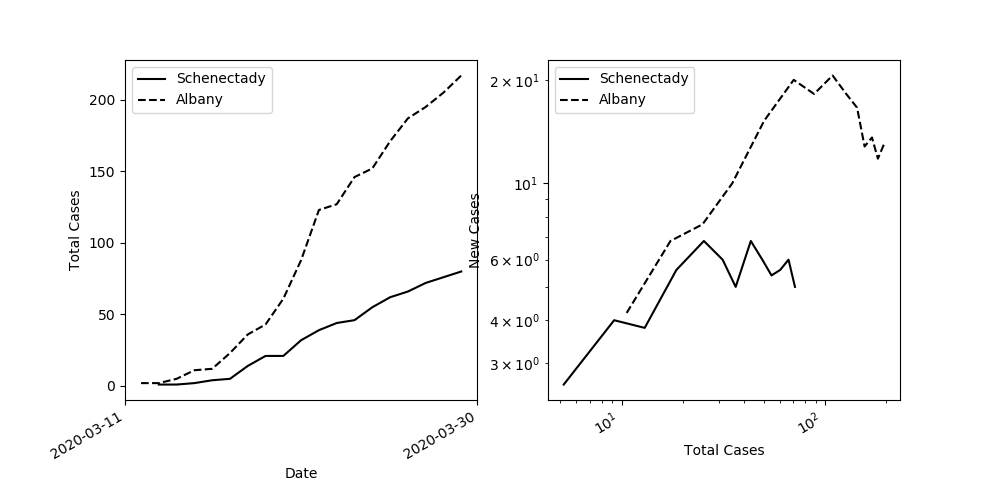 Schenectady
Albany
200
150
100
50
0
Total Cases
2020-03-11
2020-03-30
Date
Schenectady
Albany
2 × 10¹
10¹
6 × 10⁰
4 × 10⁰
3 × 10⁰
New Cases
10¹
10²
Total Cases